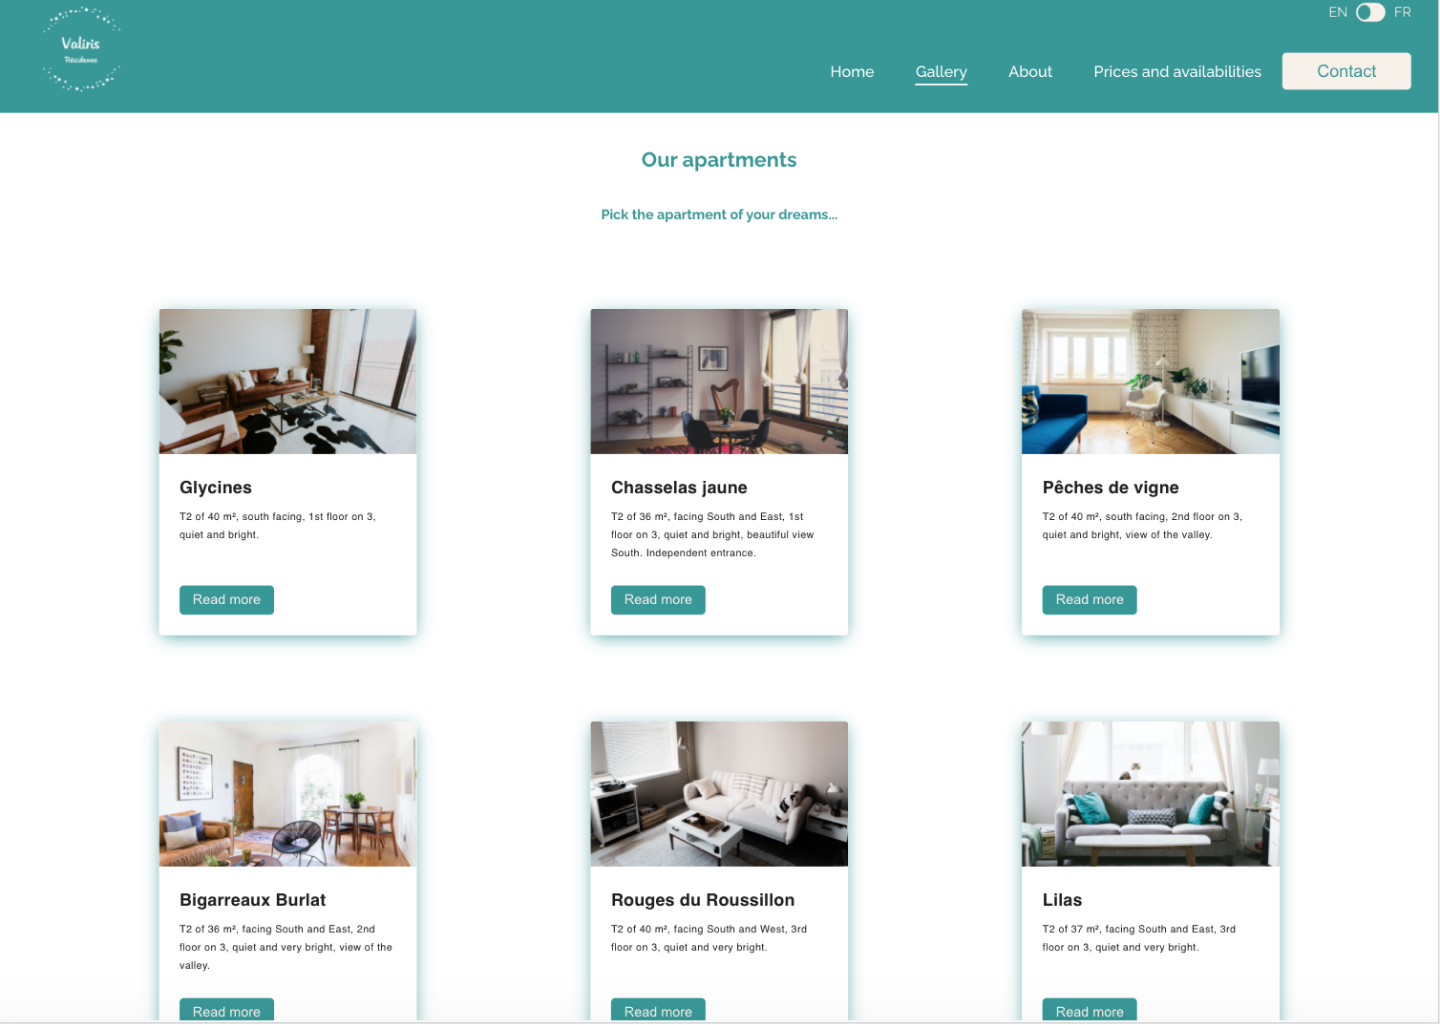 Valiris
Résidence
EN FR
Home Gallery About Prices and availabilities Contact
Our apartments
Pick the apartment of your dreams...
Glycines
T2 of 40 m², south facing, 1st floor on 3,
quiet and bright.
Read more
Chasselas jaune
T2 of 36 m², facing South and East, 1st
floor on 3, quiet and bright, beautiful view
South. Independent entrance.
Read more
Pêches de vigne
T2 of 40 m², south facing, 2nd floor on 3,
quiet and bright, view of the valley.
Read more
Bigarreaux Burlat
T2 of 36 m², facing South and East, 2nd
floor on 3, quiet and very bright, view of the
valley.
Read more
Rouges du Roussillon
T2 of 40 m², facing South and West, 3rd
floor on 3, quiet and very bright.
Read more
Lilas
T2 of 37 m², facing South and East, 3rd
floor on 3, quiet and very bright.
Read more